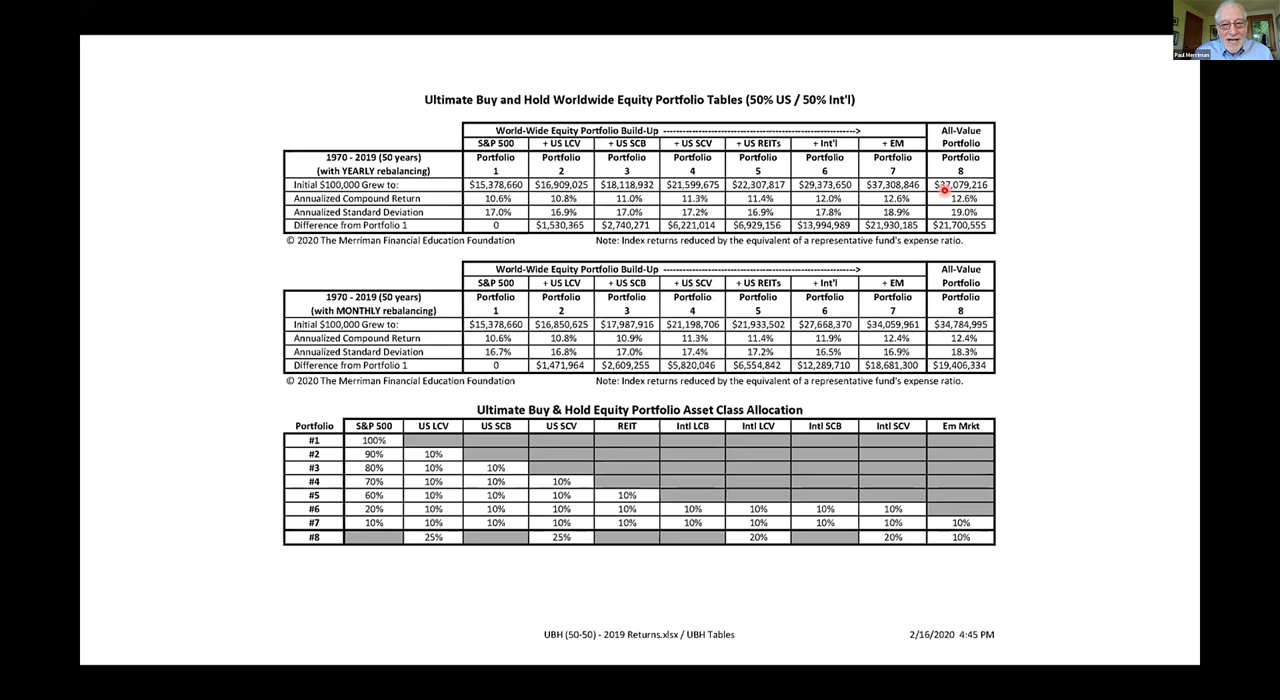 Paul Merriman
Ultimate Buy and Hold Worldwide Equity Portfolio Tables (50% US / 50% Int'l)
World-Wide Equity Portfolio Build-Up ----------------------------------------------------------> All-Value
S&P 500 + US LCV + US SCB + US SCV + US REITs + Int'l + EM Portfolio
1970 - 2019 (50 years) Portfolio Portfolio Portfolio Portfolio Portfolio Portfolio Portfolio Portfolio
(with YEARLY rebalancing) 1 2 3 4 5 6 7 8
Initial $100,000 Grew to: $15,378,660 $16,909,025 $18,118,932 $21,599,675 $22,307,817 $29,373,650 $37,308,846 $37,079,216
Annualized Compound Return 10.6% 10.8% 11.0% 11.3% 11.4% 12.0% 12.6% 12.6%
Annualized Standard Deviation 17.0% 16.9% 17.0% 17.2% 16.9% 17.8% 18.9% 19.0%
Difference from Portfolio 1 0 $1,530,365 $2,740,271 $6,221,014 $6,929,156 $13,994,989 $21,930,185 $21,700,555
© 2020 The Merriman Financial Education Foundation Note: Index returns reduced by the equivalent of a representative fund's expense ratio.
World-Wide Equity Portfolio Build-Up ----------------------------------------------------------> All-Value
S&P 500 + US LCV + US SCB + US SCV + US REITs + Int'l + EM Portfolio
1970 - 2019 (50 years) Portfolio Portfolio Portfolio Portfolio Portfolio Portfolio Portfolio Portfolio
(with MONTHLY rebalancing) 1 2 3 4 5 6 7 8
Initial $100,000 Grew to: $15,378,660 $16,850,625 $17,987,916 $21,198,706 $21,933,502 $27,668,370 $34,059,961 $34,784,995
Annualized Compound Return 10.6% 10.8% 10.9% 11.3% 11.4% 11.9% 12.4% 12.4%
Annualized Standard Deviation 16.7% 16.8% 17.0% 17.4% 17.2% 16.5% 16.9% 18.3%
Difference from Portfolio 1 0 $1,471,964 $2,609,255 $5,820,046 $6,554,842 $12,289,710 $18,681,300 $19,406,334
© 2020 The Merriman Financial Education Foundation Note: Index returns reduced by the equivalent of a representative fund's expense ratio.
Ultimate Buy & Hold Equity Portfolio Asset Class Allocation
Portfolio S&P 500 US LCV US SCB US SCV REIT Intl LCB Intl LCV Intl SCB Intl SCV Em Mrkt
#1 100%
#2 90% 10%
#3 80% 10% 10%
#4 70% 10% 10% 10%
#5 60% 10% 10% 10% 10%
#6 20% 10% 10% 10% 10% 10% 10% 10% 10%
#7 10% 10% 10% 10% 10% 10% 10% 10% 10% 10%
#8 25% 25% 20% 20% 10%
UBH (50-50) - 2019 Returns.xlsx / UBH Tables 2/16/2020 4:45 PM